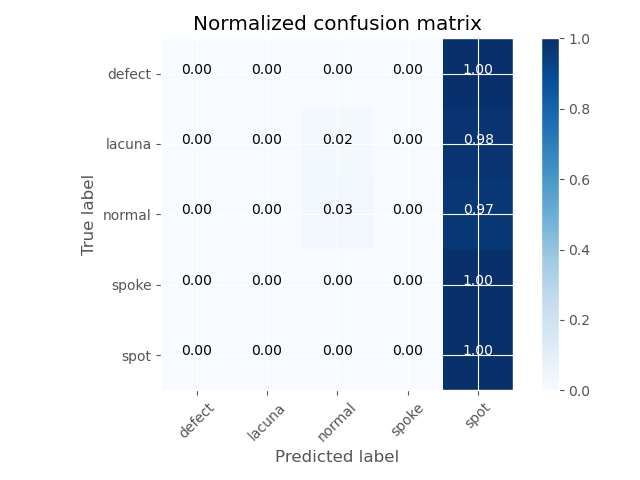 Normalized confusion matrix
True label
defect 0.00 0.00 0.00 0.00 1.00
lacuna 0.00 0.00 0.02 0.00 0.98
normal 0.00 0.00 0.03 0.00 0.97
spoke 0.00 0.00 0.00 0.00 1.00
spot 0.00 0.00 0.00 0.00 1.00
defect lacuna normal spoke spot
Predicted label
1.0
0.8
0.6
0.4
0.2
0.0